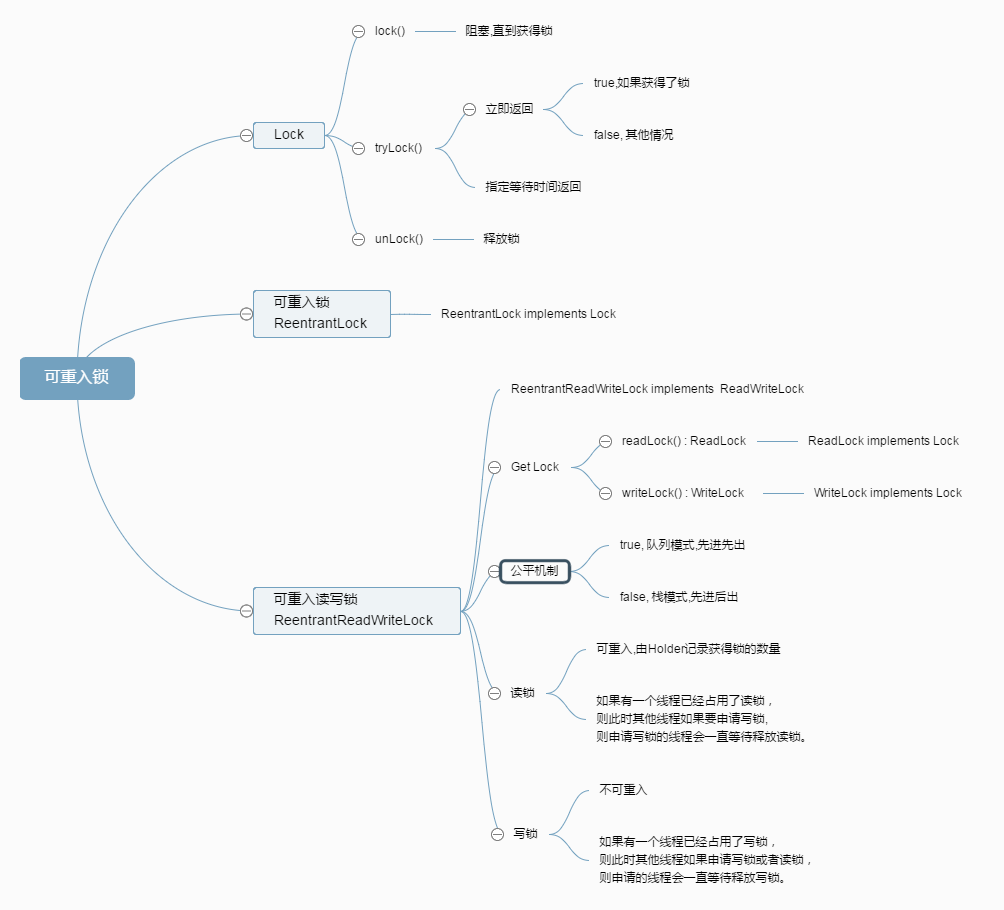 可重入锁
Lock
lock()
阻塞,直到获得锁
tryLock()
立即返回
true,如果获得了锁
false, 其他情况
指定等待时间返回
unLock()
释放锁
可重入锁
ReentrantLock
ReentrantLock implements Lock
可重入读写锁
ReentrantReadWriteLock
ReentrantReadWriteLock implements ReadWriteLock
Get Lock
readLock() : ReadLock
ReadLock implements Lock
writeLock() : WriteLock
WriteLock implements Lock
公平机制
true, 队列模式,先进先出
false, 栈模式,先进后出
读锁
可重入,由Holder记录获得锁的数量
如果有一个线程已经占用了读锁，
则此时其他线程如果要申请写锁,
则申请写锁的线程会一直等待释放读锁。
写锁
不可重入
如果有一个线程已经占用了写锁，
则此时其他线程如果申请写锁或者读锁，
则申请的线程会一直等待释放写锁。